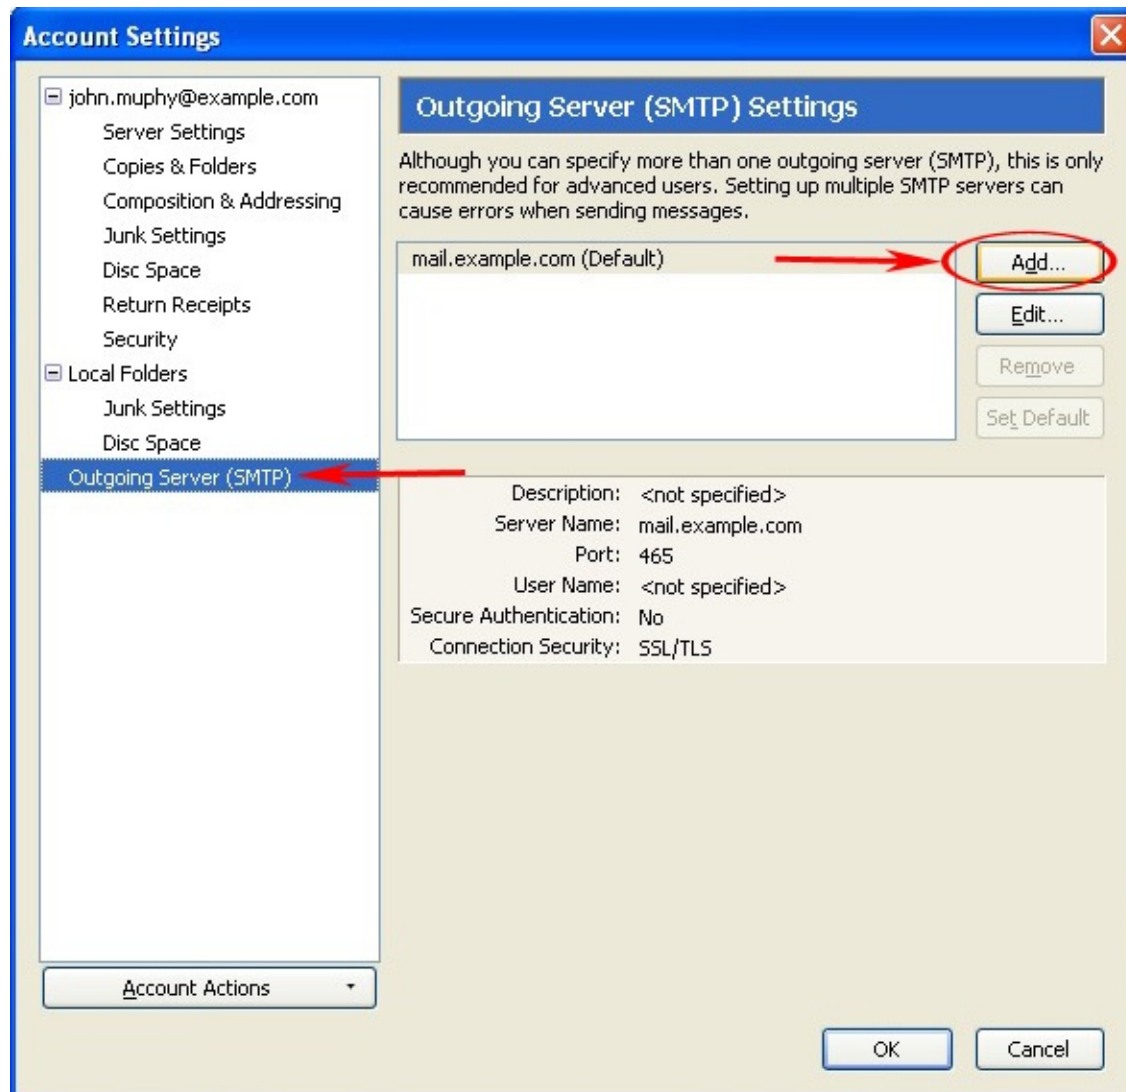 Account Settings
john.muphy@example.com
Server Settings
Copies & Folders
Composition & Addressing
Junk Settings
Disc Space
Return Receipts
Security
Local Folders
Junk Settings
Disc Space
Outgoing Server (SMTP)
Account Actions
Outgoing Server (SMTP) Settings
Although you can specify more than one outgoing server (SMTP), this is only
recommended for advanced users. Setting up multiple SMTP servers can
cause errors when sending messages.
mail.example.com (Default)
Add...
Edit...
Remove
Set Default
Description: <not specified>
Server Name: mail.example.com
Port: 465
User Name: <not specified>
Secure Authentication: No
Connection Security: SSL/TLS
OK
Cancel